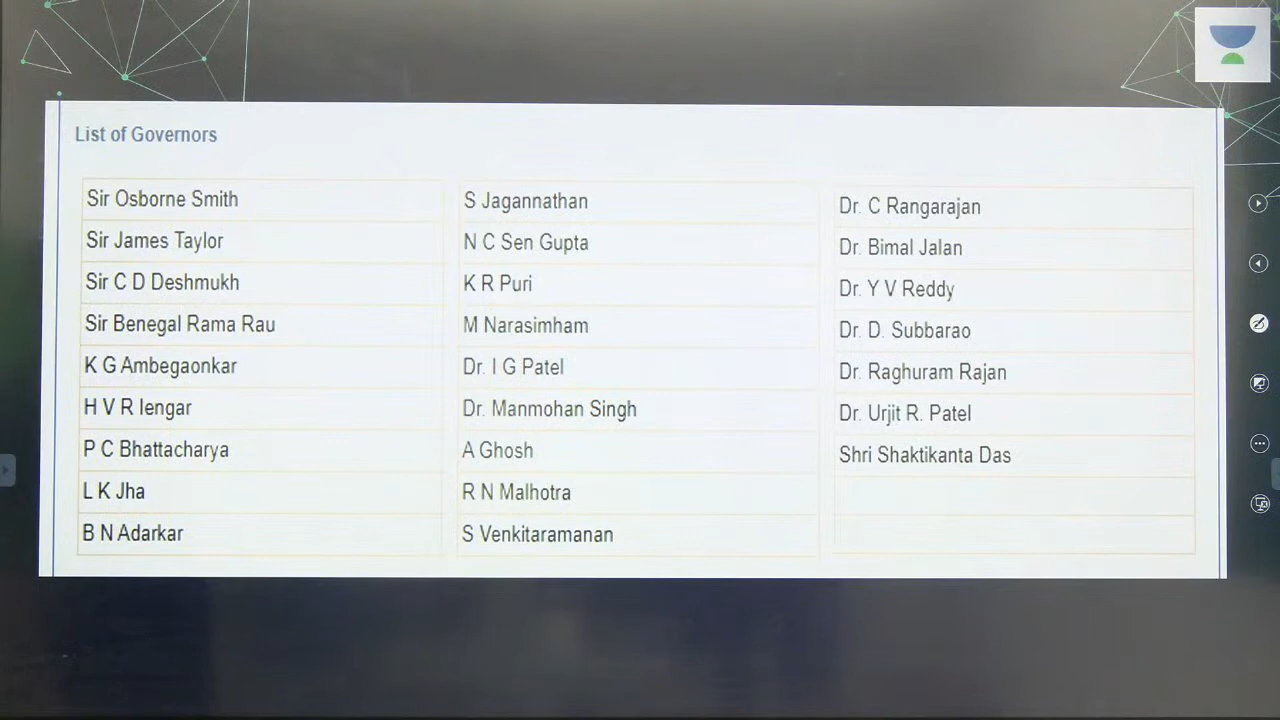 List of Governors
Sir Osborne Smith
Sir James Taylor
Sir C D Deshmukh
Sir Benegal Rama Rau
K G Ambegaonkar
H V R Iengar
P C Bhattacharya
L K Jha
B N Adarkar
S Jagannathan
N C Sen Gupta
K R Puri
M Narasimham
Dr. I G Patel
Dr. Manmohan Singh
A Ghosh
R N Malhotra
S Venkitaramanan
Dr. C Rangarajan
Dr. Bimal Jalan
Dr. Y V Reddy
Dr. D. Subbarao
Dr. Raghuram Rajan
Dr. Urjit R. Patel
Shri Shaktikanta Das